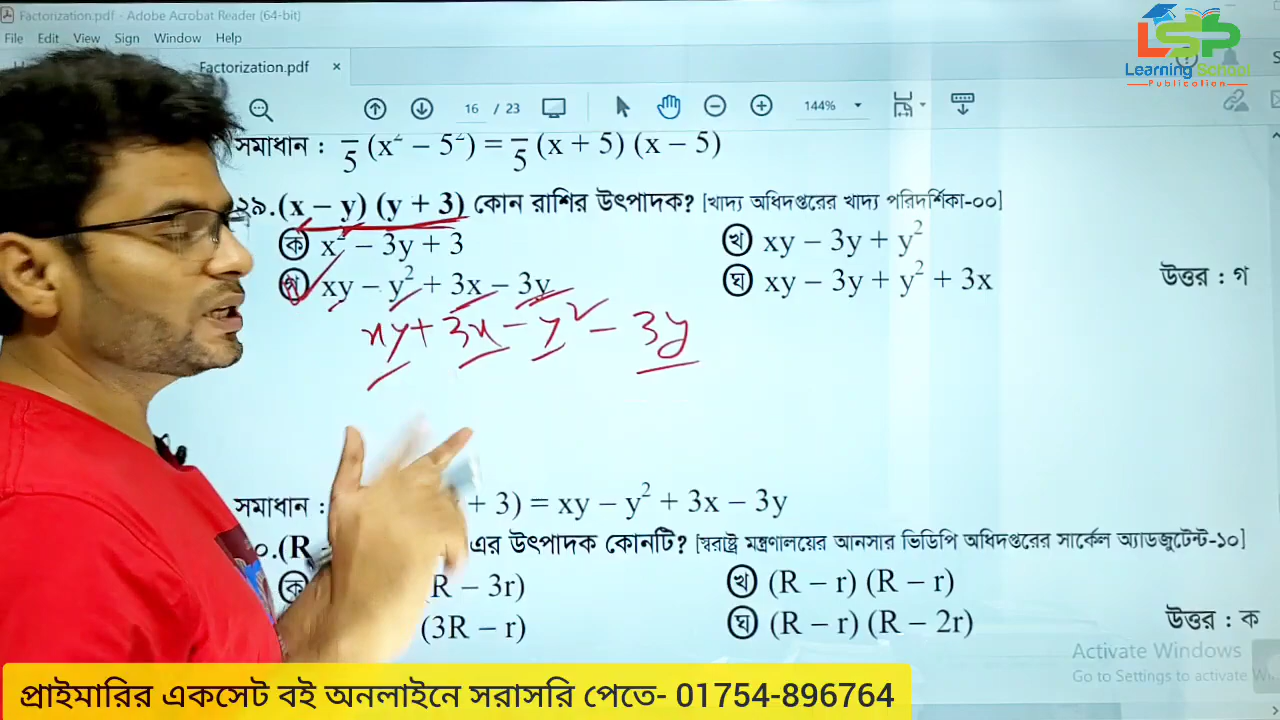 Factorization.pdf - Adobe Acrobat Reader (64-bit)
File Edit View Sign Window Help
Factorization.pdf ×
16 / 23 144%
LSP
Learning School
Publication
সমাধান : 5 (x² − 5²) = 5 (x + 5) (x − 5)
২৯.(x − y) (y + 3) কোন রাশির উৎপাদক? [খাদ্য অধিদপ্তরের খাদ্য পরিদর্শিকা-০০]
ক x² − 3y + 3 খ xy − 3y + y²
গ xy − y² + 3x − 3y ঘ xy − 3y + y² + 3x উত্তর : গ
xy + 3x − y² − 3y
সমাধান : + 3) = xy − y² + 3x − 3y
০.(R এর উৎপাদক কোনটি? [স্বরাষ্ট্র মন্ত্রণালয়ের আনসার ভিডিপি অধিদপ্তরের সার্কেল অ্যাডজুটেন্ট-১০]
ক (R − 3r) খ (R − r) (R − r)
(3R − r) ঘ (R − r) (R − 2r) উত্তর : ক
Activate Windows
Go to Settings to activate
প্রাইমারির একসেট বই অনলাইনে সরাসরি পেতে- 01754-896764